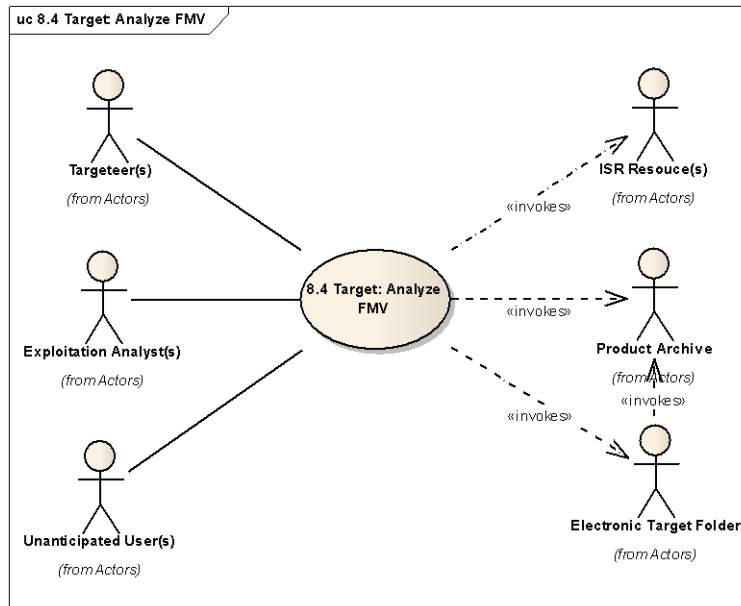 uc 8.4 Target: Analyze FMV
Targeteer(s)
(from Actors)
ISR Resouce(s)
(from Actors)
«invokes»
8.4 Target: Analyze
FMV
Exploitation Analyst(s)
(from Actors)
«invokes»
Product Archive
(from Actors)
«invokes»
«invokes»
Unanticipated User(s)
(from Actors)
Electronic Target Folder
(from Actors)